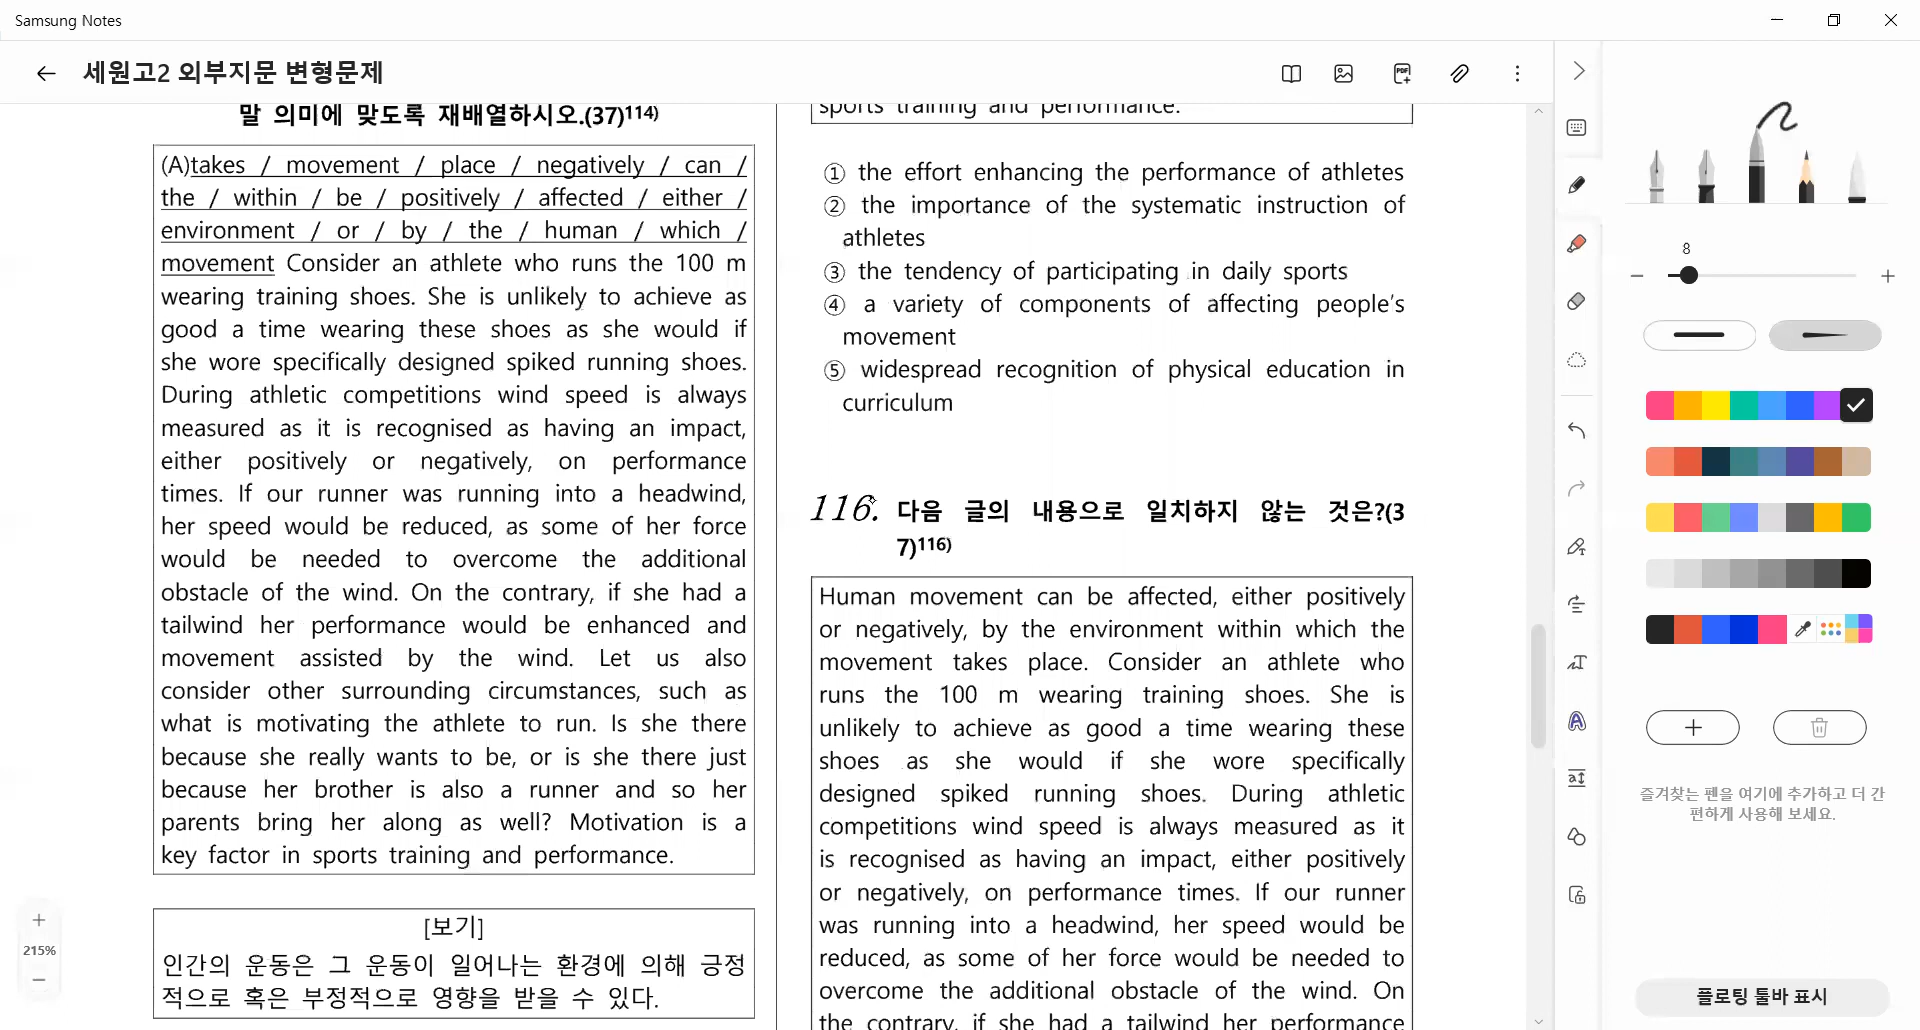 Samsung Notes
세원고2 외부지문 변형문제
말 의미에 맞도록 재배열하시오.(37)114)
(A)takes / movement / place / negatively / can /
the / within / be / positively / affected / either /
environment / or / by / the / human / which /
movement Consider an athlete who runs the 100 m
wearing training shoes. She is unlikely to achieve as
good a time wearing these shoes as she would if
she wore specifically designed spiked running shoes.
During athletic competitions wind speed is always
measured as it is recognised as having an impact,
either positively or negatively, on performance
times. If our runner was running into a headwind,
her speed would be reduced, as some of her force
would be needed to overcome the additional
obstacle of the wind. On the contrary, if she had a
tailwind her performance would be enhanced and
movement assisted by the wind. Let us also
consider other surrounding circumstances, such as
what is motivating the athlete to run. Is she there
because she really wants to be, or is she there just
because her brother is also a runner and so her
parents bring her along as well? Motivation is a
key factor in sports training and performance.
[보기]
인간의 운동은 그 운동이 일어나는 환경에 의해 긍정
적으로 혹은 부정적으로 영향을 받을 수 있다.
sports training and performance.
① the effort enhancing the performance of athletes
② the importance of the systematic instruction of
athletes
③ the tendency of participating in daily sports
④ a variety of components of affecting people's
movement
⑤ widespread recognition of physical education in
curriculum
116. 다음 글의 내용으로 일치하지 않는 것은?(3
7)116)
Human movement can be affected, either positively
or negatively, by the environment within which the
movement takes place. Consider an athlete who
runs the 100 m wearing training shoes. She is
unlikely to achieve as good a time wearing these
shoes as she would if she wore specifically
designed spiked running shoes. During athletic
competitions wind speed is always measured as it
is recognised as having an impact, either positively
or negatively, on performance times. If our runner
was running into a headwind, her speed would be
reduced, as some of her force would be needed to
overcome the additional obstacle of the wind. On
the contrary, if she had a tailwind her performance
215%
8
즐겨찾는 펜을 여기에 추가하고 더 간
편하게 사용해 보세요.
플로팅 툴바 표시